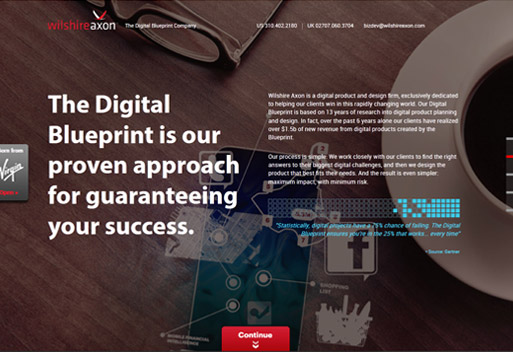 wilshireaxon The Digital Blueprint Company US 310.402.2180 | UK 02707.060.3704 bizdev@wilshireaxon.com
The Digital
Blueprint is our
proven approach
for guaranteeing
your success.
Wilshire Axon is a digital product and design firm, exclusively dedicated
to helping our clients win in this rapidly changing world. Our Digital
Blueprint is based on 13 years of research into digital product planning
and design. In fact, over the past 6 years alone our clients have realized
over $1.5b of new revenue from digital products created by the
Blueprint.
Our process is simple. We work closely with our clients to find the right
answers to their biggest digital challenges, and then we design the
product that best fits their needs. And the result is even simpler:
maximum impact, with minimum risk.
more from
Virgin
"Statistically, digital projects have a 75% chance of failing. The Digital
Blueprint ensures you're in the 25% that works... every time"
- Source: Gartner
SHOPPING
LIST
MOBILE FINANCIAL
INTELLIGENCE
Continue